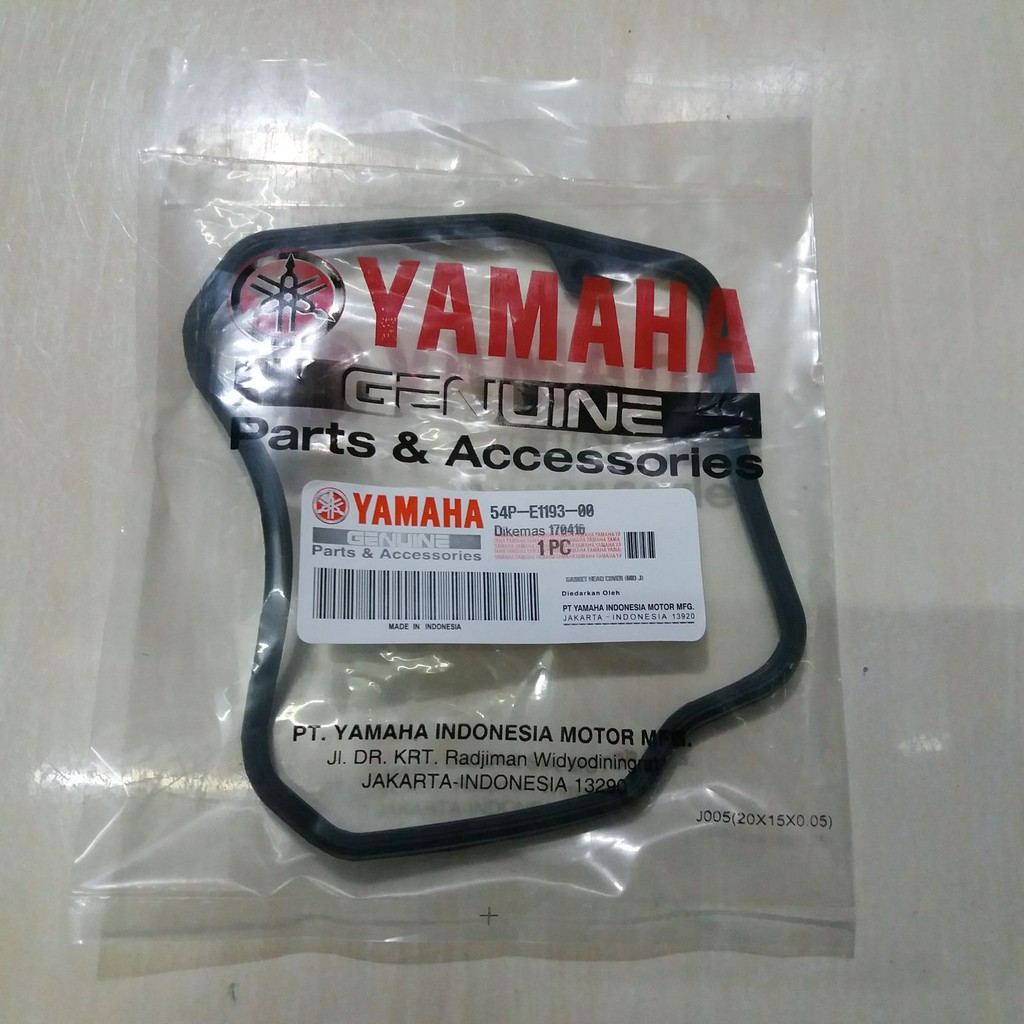 YAMAHA
GENUINE
Parts & Accessories
YAMAHA
GENUINE
Parts & Accessories
54P-E1193-00
Dikemas 170416
1 PC
MADE IN INDONESIA
GASKET HEAD COVER (MIO J)
Diedarkan Oleh
PT YAMAHA INDONESIA MOTOR MFG.
JAKARTA - INDONESIA 13920
PT. YAMAHA INDONESIA MOTOR MFG.
Jl. DR. KRT. Radjiman Widyodiningrat
JAKARTA-INDONESIA 13290
J005(20X15X0.05)